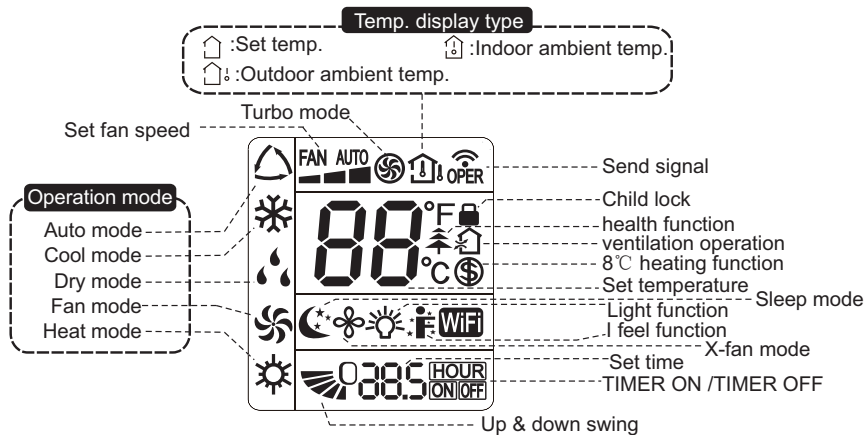 Temp. display type
:Set temp.
:Indoor ambient temp.
:Outdoor ambient temp.
Turbo mode
Set fan speed
FAN AUTO
OPER
Send signal
Operation mode
Auto mode
Cool mode
Dry mode
Fan mode
Heat mode
88
°F
°C
Child lock
health function
ventilation operation
8℃ heating function
Set temperature
Sleep mode
Light function
I feel function
X-fan mode
WiFi
Set time
TIMER ON /TIMER OFF
038.5
HOUR
ON OFF
Up & down swing